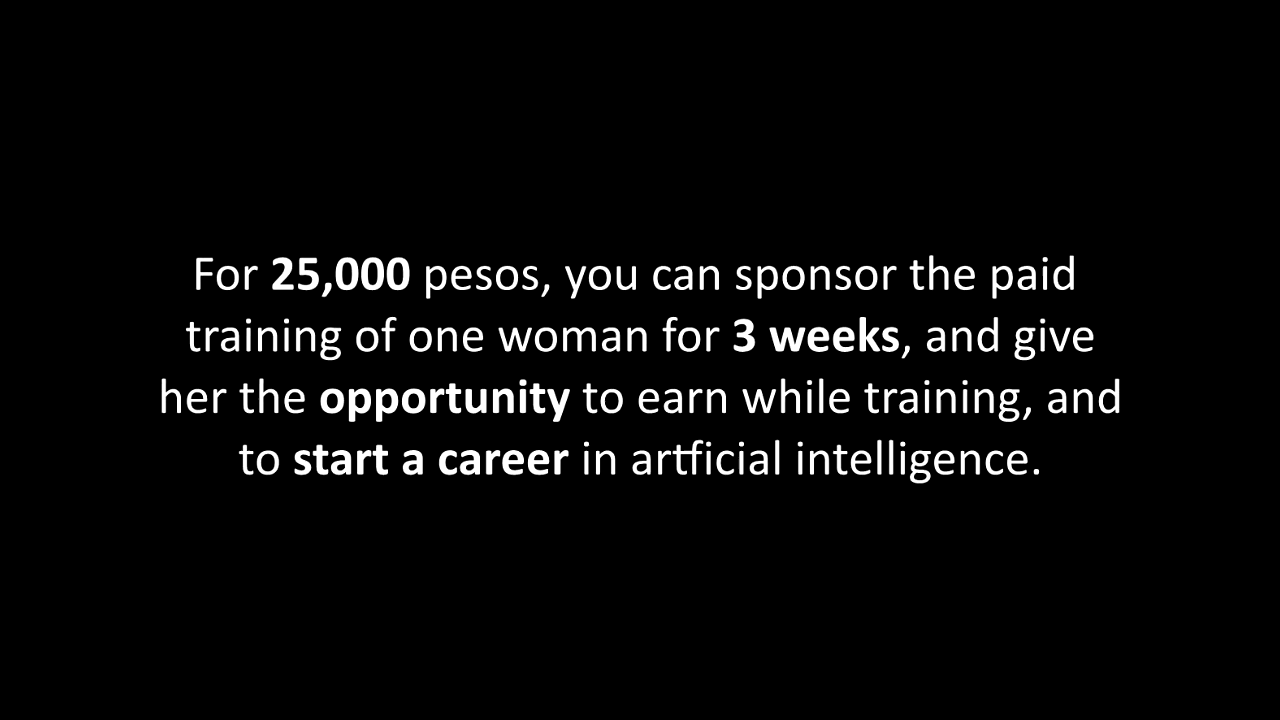 For 25,000 pesos, you can sponsor the paid
training of one woman for 3 weeks, and give
her the opportunity to earn while training, and
to start a career in artficial intelligence.